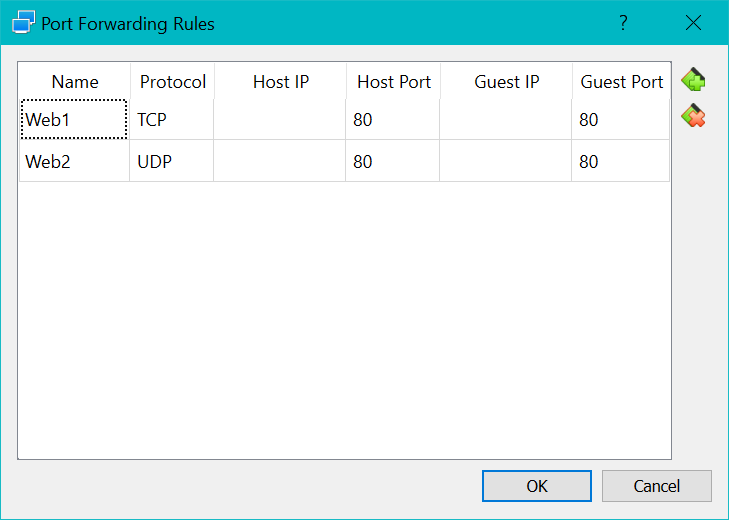 Port Forwarding Rules ?
Name Protocol Host IP Host Port Guest IP Guest Port
Web1 TCP 80 80
Web2 UDP 80 80
OK Cancel